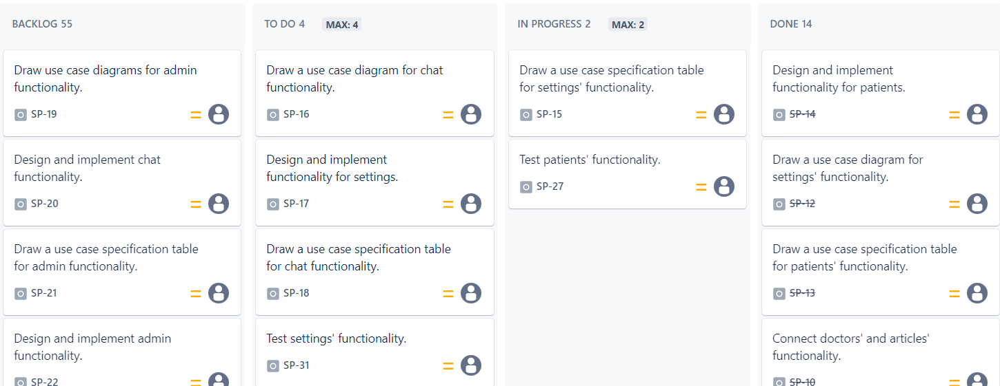 BACKLOG 55
Draw use case diagrams for admin
functionality.
SP-19
Design and implement chat
functionality.
SP-20
Draw a use case specification table
for admin functionality.
SP-21
Design and implement admin
functionality.
SP-22
TO DO 4 MAX: 4
Draw a use case diagram for chat
functionality.
SP-16
Design and implement
functionality for settings.
SP-17
Draw a use case specification table
for chat functionality.
SP-18
Test settings' functionality.
SP-31
IN PROGRESS 2 MAX: 2
Draw a use case specification table
for settings' functionality.
SP-15
Test patients' functionality.
SP-27
DONE 14
Design and implement
functionality for patients.
SP-14
Draw a use case diagram for
settings' functionality.
SP-12
Draw a use case specification table
for patients' functionality.
SP-13
Connect doctors' and articles'
functionality.
SP-10